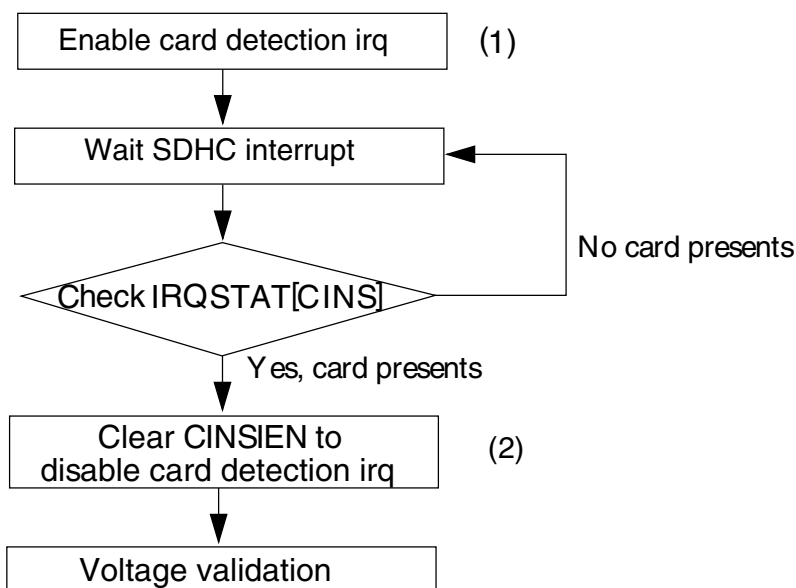 Enable card detection irq
(1)
Wait SDHC interrupt
No card presents
Check IRQSTAT[CINS]
Yes, card presents
Clear CINSIEN to
disable card detection irq
(2)
Voltage validation